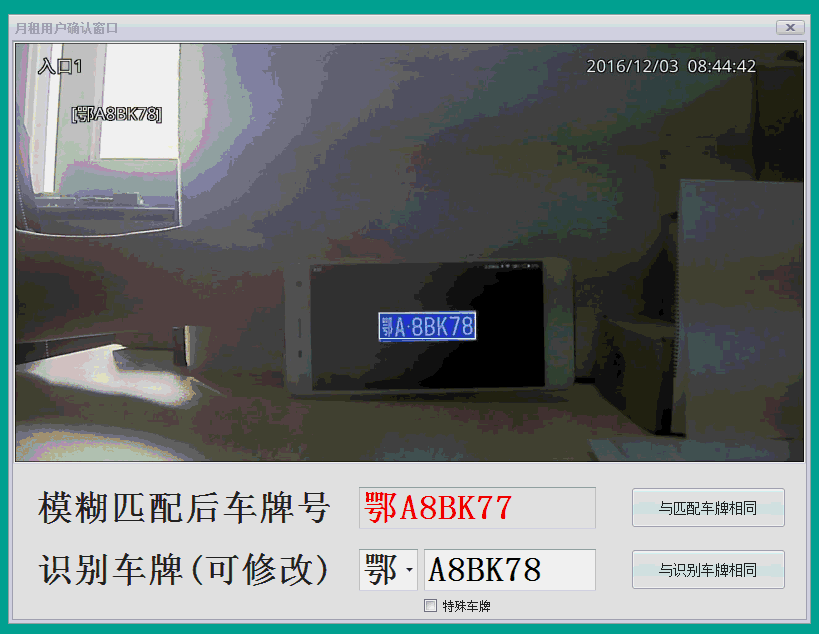 月租用户确认窗口
入口1
2016/12/03 08:44:42
[鄂A8BK78]
鄂A·8BK78
模糊匹配后车牌号
鄂A8BK77
与匹配车牌相同
识别车牌(可修改)
鄂
A8BK78
与识别车牌相同
特殊车牌